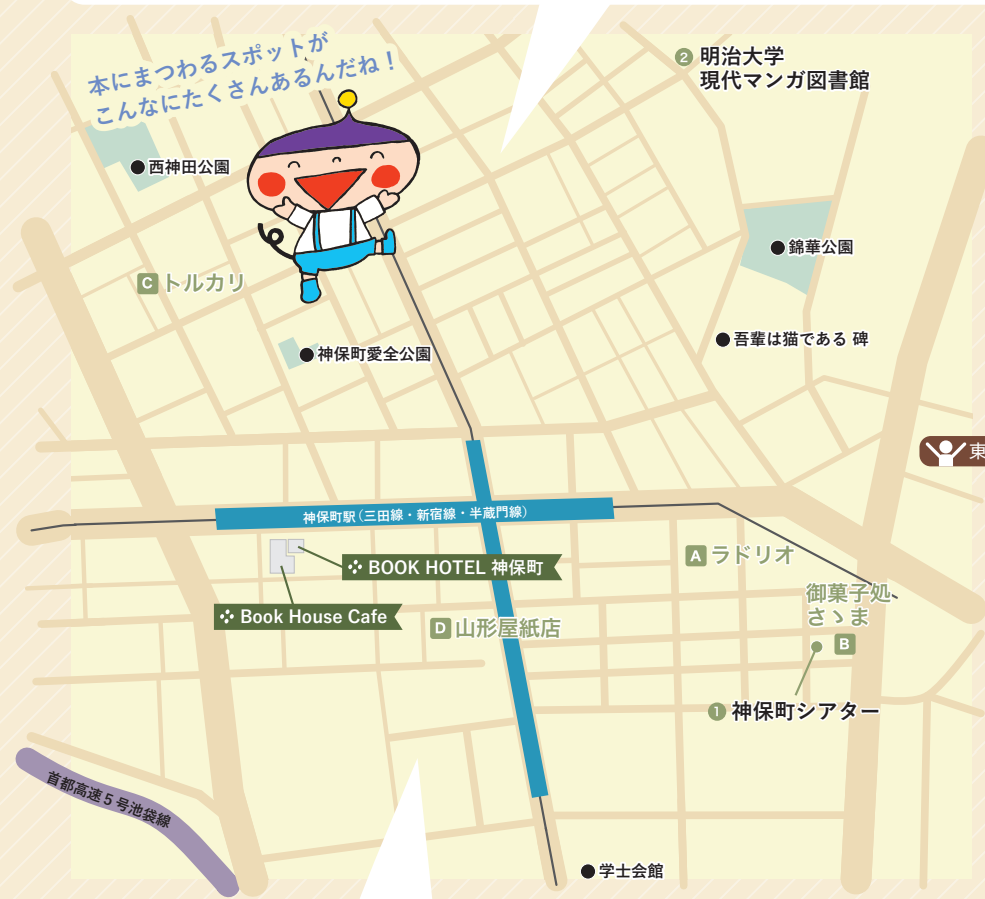 本にまつわるスポットが
こんなにたくさんあるんだね！
2 明治大学
現代マンガ図書館
西神田公園
錦華公園
C トルカリ
吾輩は猫である 碑
神保町愛全公園
東
神保町駅（三田線・新宿線・半蔵門線）
A ラドリオ
BOOK HOTEL 神保町
御菓子処
さゝま
B
Book House Cafe
D 山形屋紙店
1 神保町シアター
首都高速5号池袋線
学士会館